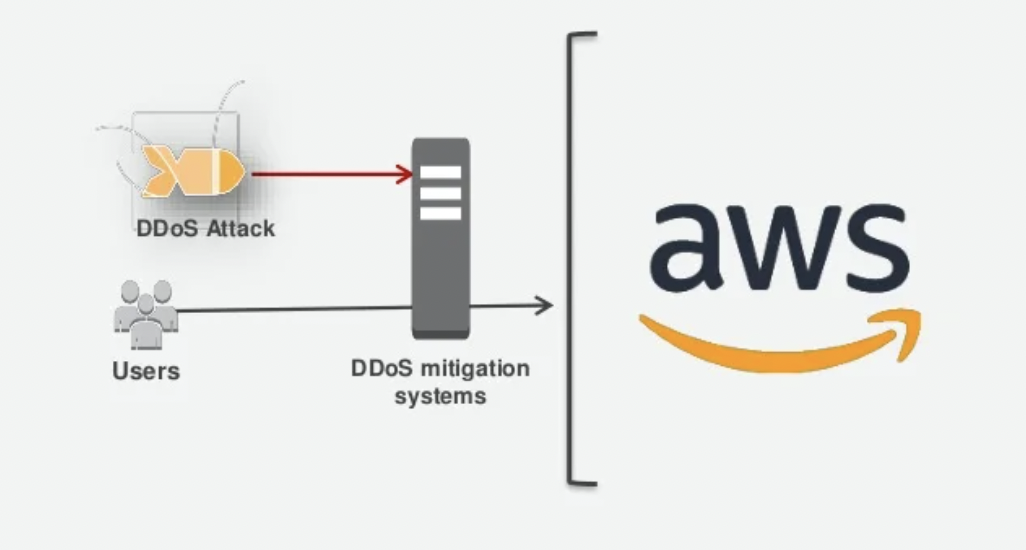 DDoS Attack
Users
DDoS mitigation
systems
aws